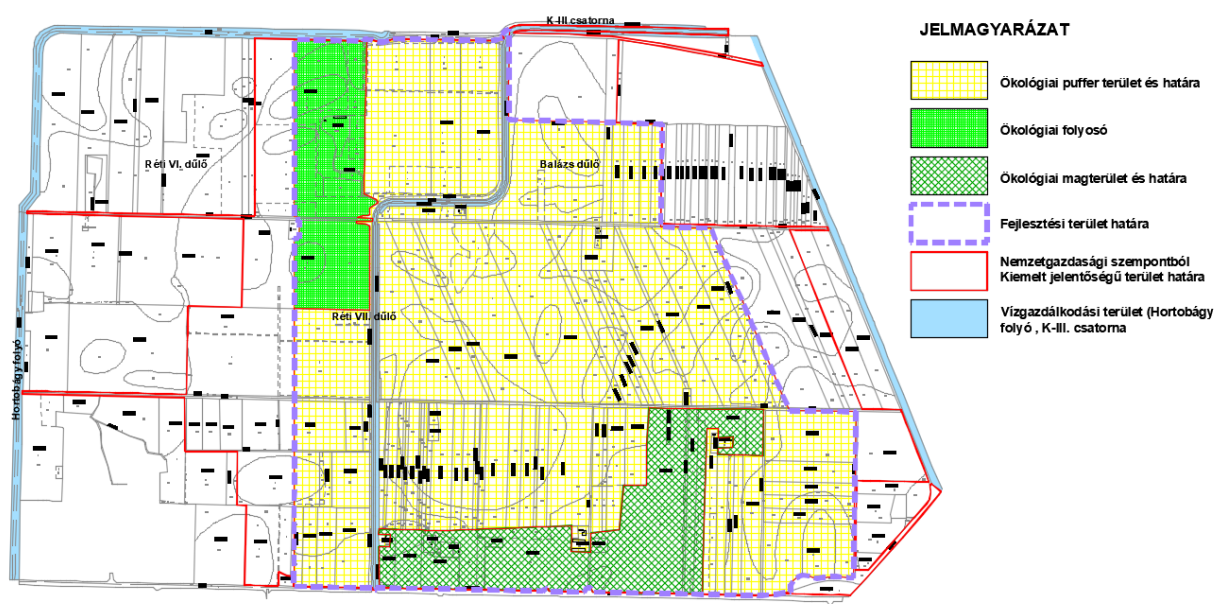 K-III.csatorna
JELMAGYARÁZAT
Ökológiai puffer terület és határa
Ökológiai folyosó
Réti VI. dűlő
Balázs dűlő
Ökológiai magterület és határa
Fejlesztési terület határa
Nemzetgazdasági szempontból
Kiemelt jelentőségű terület határa
Vízgazdálkodási terület (Hortobágy
folyó , K-III. csatorna
Réti VII. dűlő
Hortobágy folyó